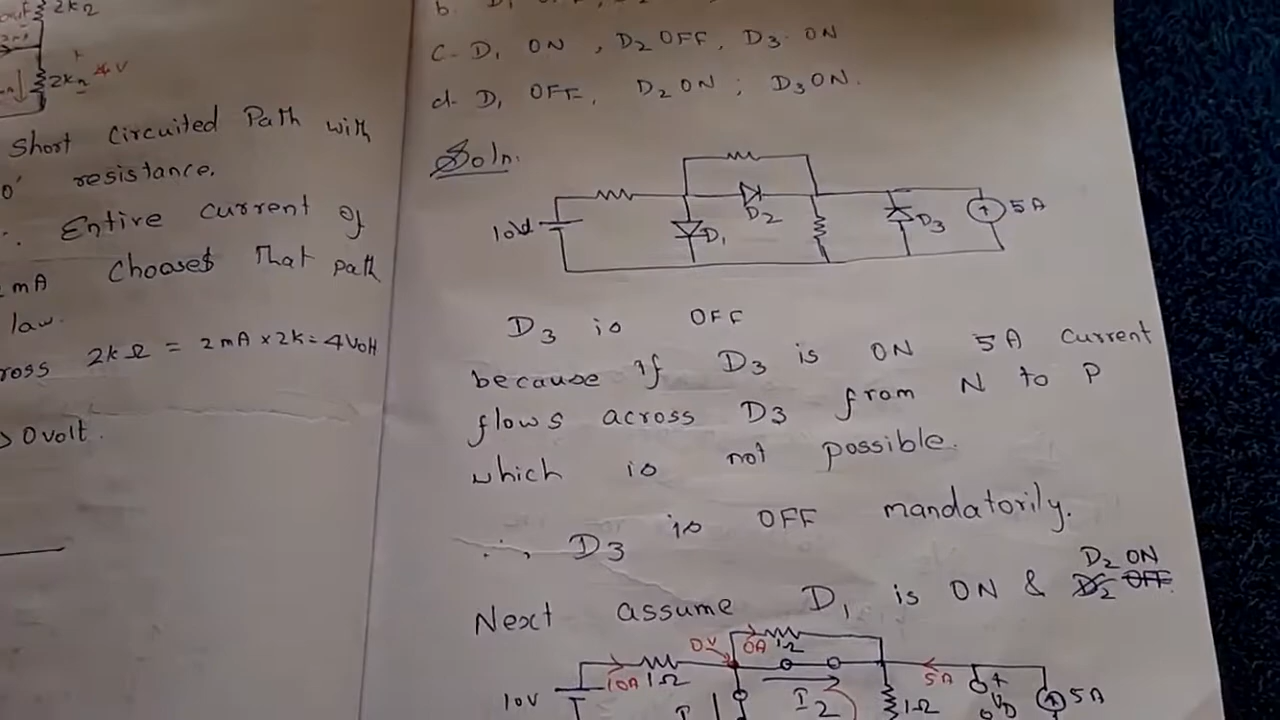 2kΩ
2kΩ 4V
Short Circuited Path with
resistance.
∴ Entire current of
mA chooses That path
law.
2kΩ = 2mA × 2k = 4Volt
0volt.
b.
c. D1 ON , D2 OFF, D3 ON
d. D1 OFF, D2 ON ; D3 ON.
Soln.
10V
D1
D2
D3
5A
D3 is OFF
because if D3 is ON 5A current
flows across D3 from N to P
which is not possible.
∴ D3 is OFF mandatorily.
D2 ON
Next assume D1 is ON & D2 OFF
0V 0A 1Ω
10V 10A 1Ω
I2
5A
1Ω
+
VD
5A